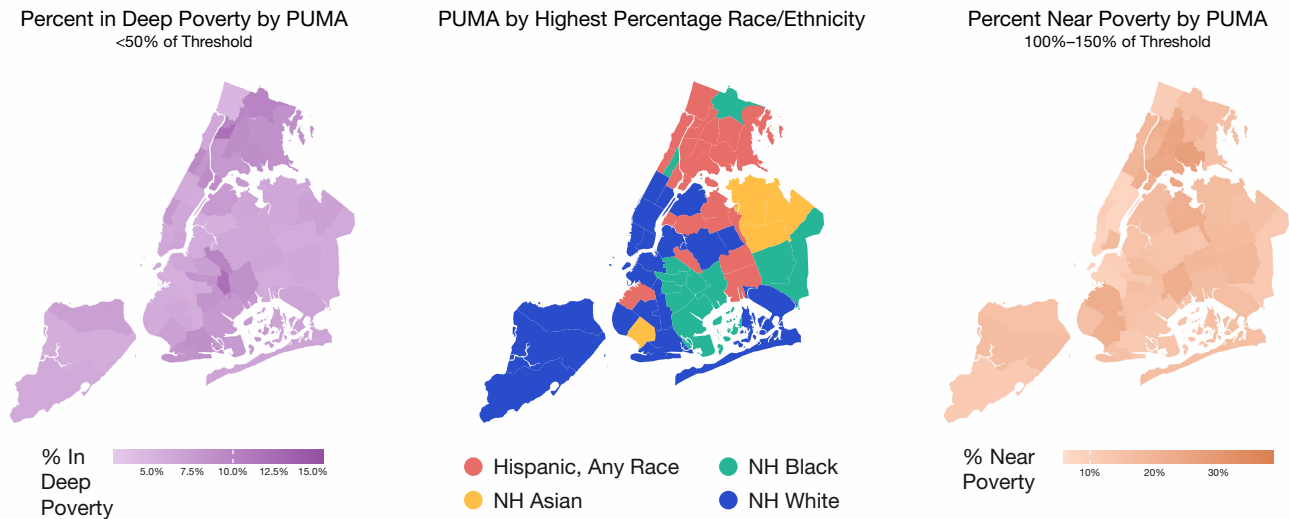 Percent in Deep Poverty by PUMA
<50% of Threshold
PUMA by Highest Percentage Race/Ethnicity
Percent Near Poverty by PUMA
100%–150% of Threshold
% In
Deep
Poverty
5.0% 7.5% 10.0% 12.5% 15.0%
Hispanic, Any Race
NH Asian
NH Black
NH White
% Near
Poverty
10% 20% 30%